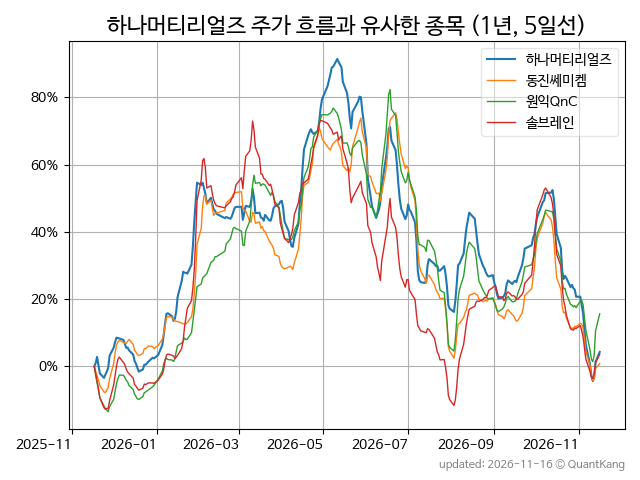 하나머티리얼즈 주가 흐름과 유사한 종목 (1년, 5일선)
하나머티리얼즈
동진쎄미켐
원익QnC
솔브레인
80%
60%
40%
20%
0%
2025-11
2026-01
2026-03
2026-05
2026-07
2026-09
2026-11
updated: 2026-11-16 © QuantKang